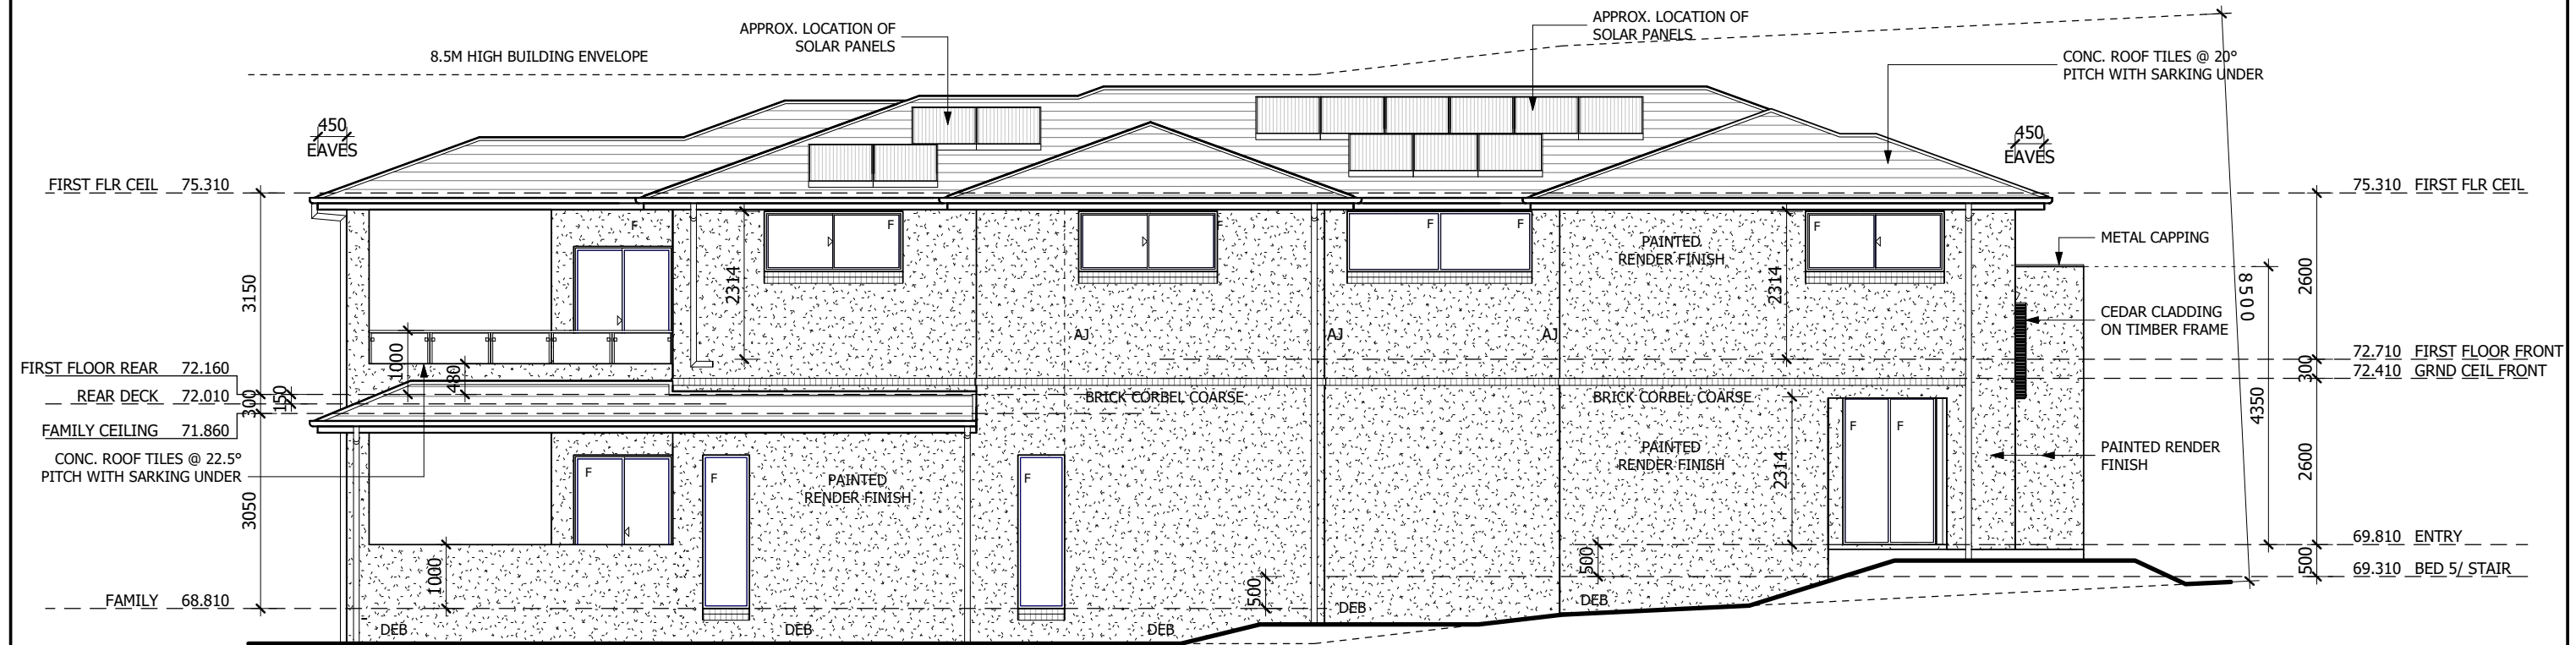 APPROX. LOCATION OF
SOLAR PANELS
APPROX. LOCATION OF
SOLAR PANELS
8.5M HIGH BUILDING ENVELOPE
CONC. ROOF TILES @ 20°
PITCH WITH SARKING UNDER
450
EAVES
450
EAVES
FIRST FLR CEIL 75.310
75.310 FIRST FLR CEIL
F
F
F
F
F
F
METAL CAPPING
PAINTED
RENDER FINISH
3150
2314
2314
8500
2600
CEDAR CLADDING
ON TIMBER FRAME
AJ
AJ
AJ
1000
480
FIRST FLOOR REAR 72.160
72.710 FIRST FLOOR FRONT
300
72.410 GRND CEIL FRONT
REAR DECK 72.010
300
150
BRICK CORBEL COARSE
BRICK CORBEL COARSE
4350
FAMILY CEILING 71.860
F
F
CONC. ROOF TILES @ 22.5°
PITCH WITH SARKING UNDER
PAINTED
RENDER FINISH
PAINTED RENDER
FINISH
F
F
F
PAINTED
RENDER FINISH
2314
2600
3050
69.810 ENTRY
1000
500
500
500
69.310 BED 5/ STAIR
FAMILY 68.810
DEB
DEB
DEB
DEB
DEB